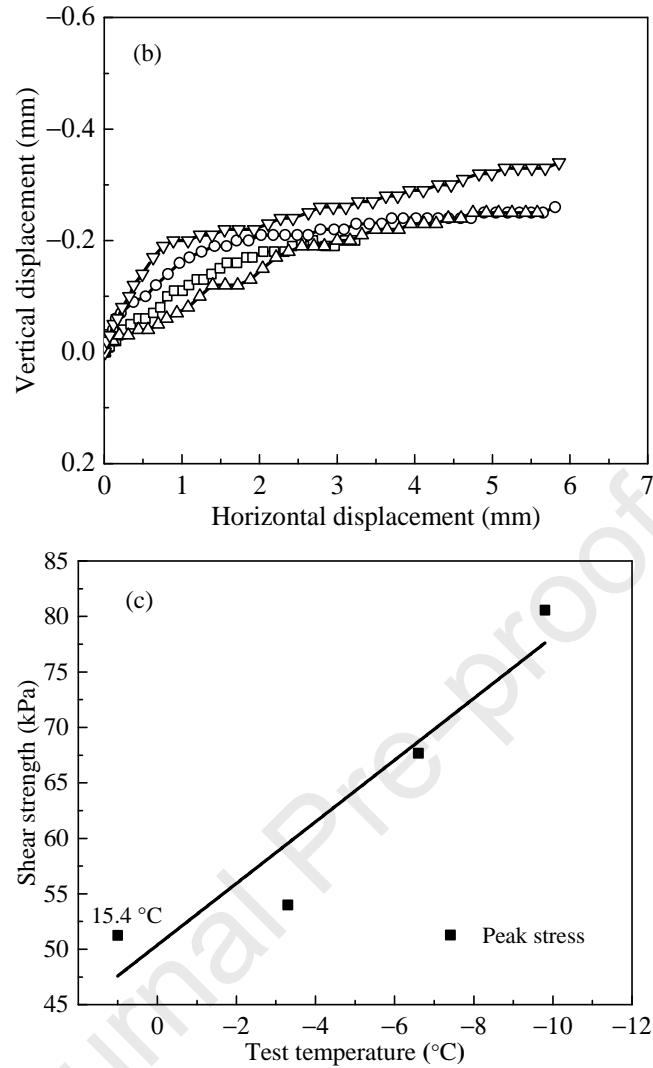 (b)
−0.6
−0.4
−0.2
0.0
0.2
Vertical displacement (mm)
0 1 2 3 4 5 6 7
Horizontal displacement (mm)
(c)
85
80
75
70
65
60
55
50
45
Shear strength (kPa)
15.4 °C
Peak stress
0 −2 −4 −6 −8 −10 −12
Test temperature (°C)
urnal Pre-proof